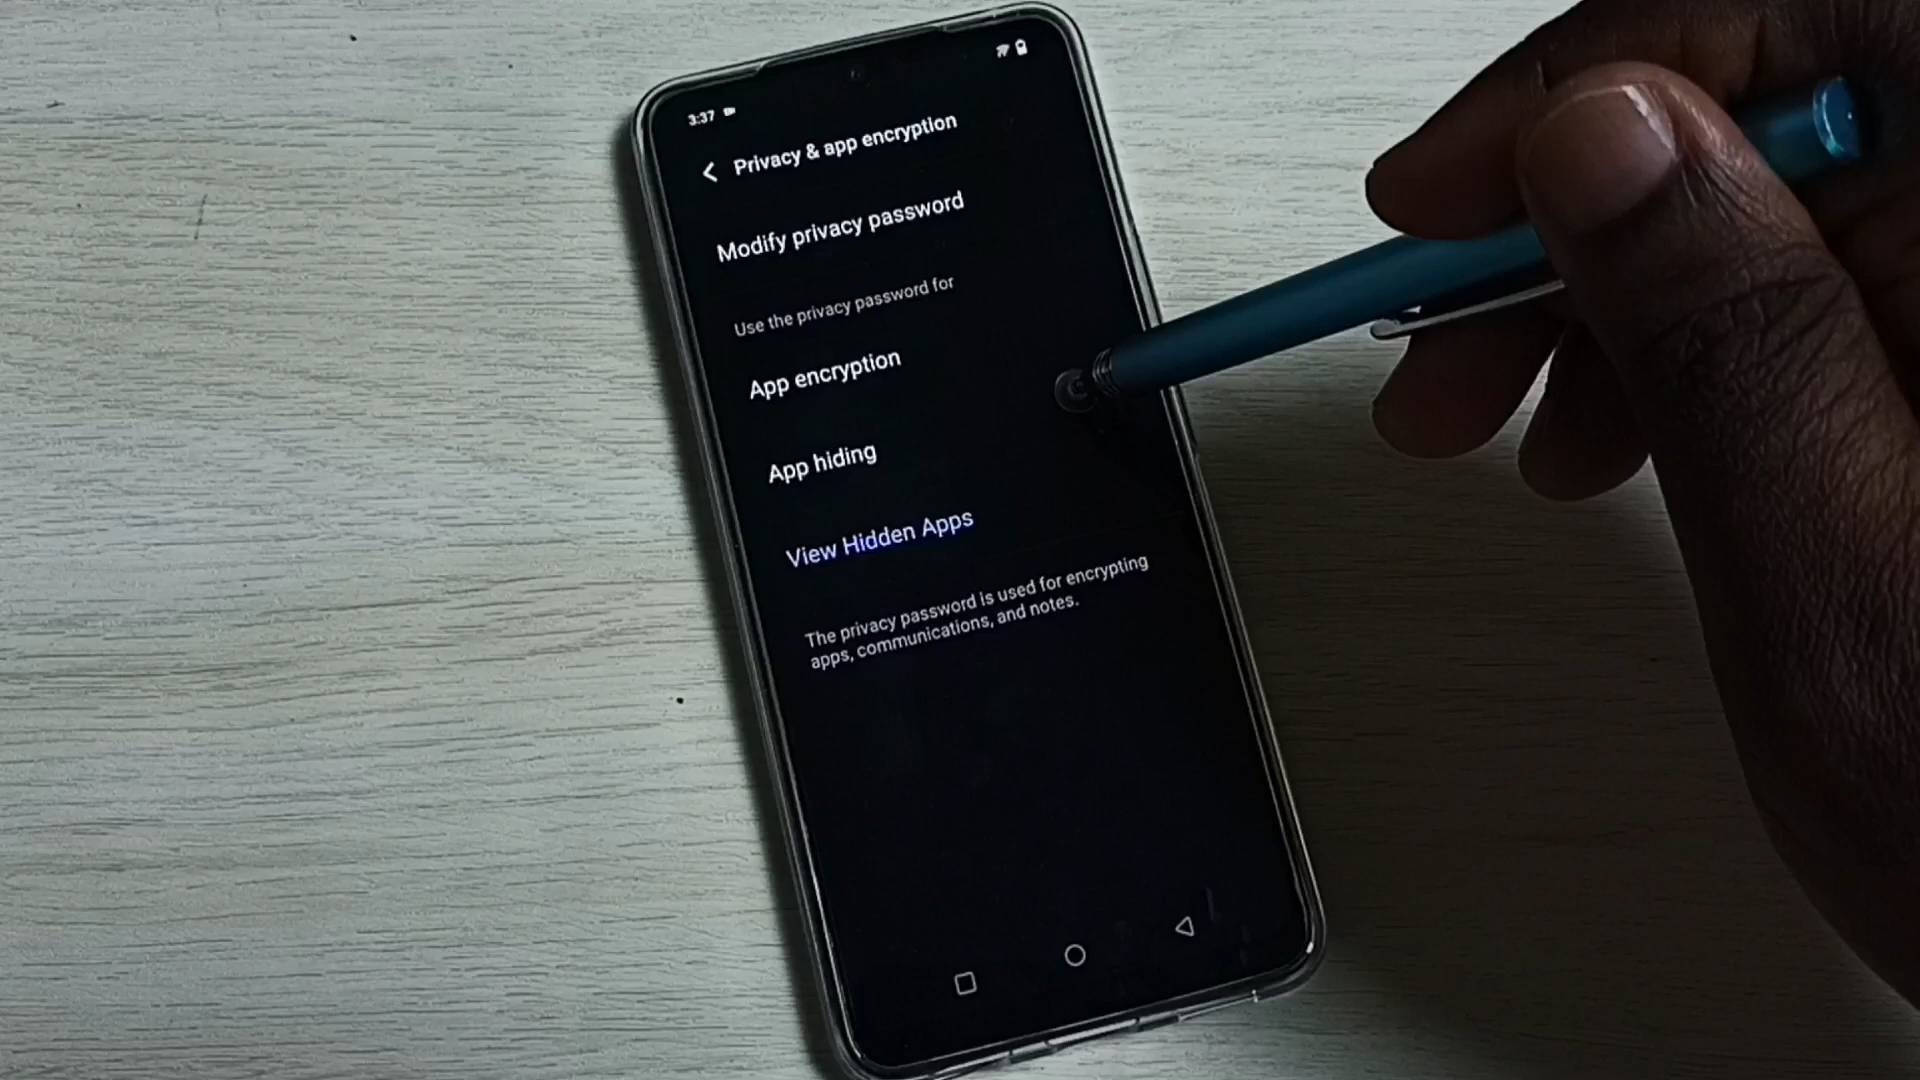 3:37
Privacy & app encryption
Modify privacy password
Use the privacy password for
App encryption
App hiding
View Hidden Apps
The privacy password is used for encrypting
apps, communications, and notes.